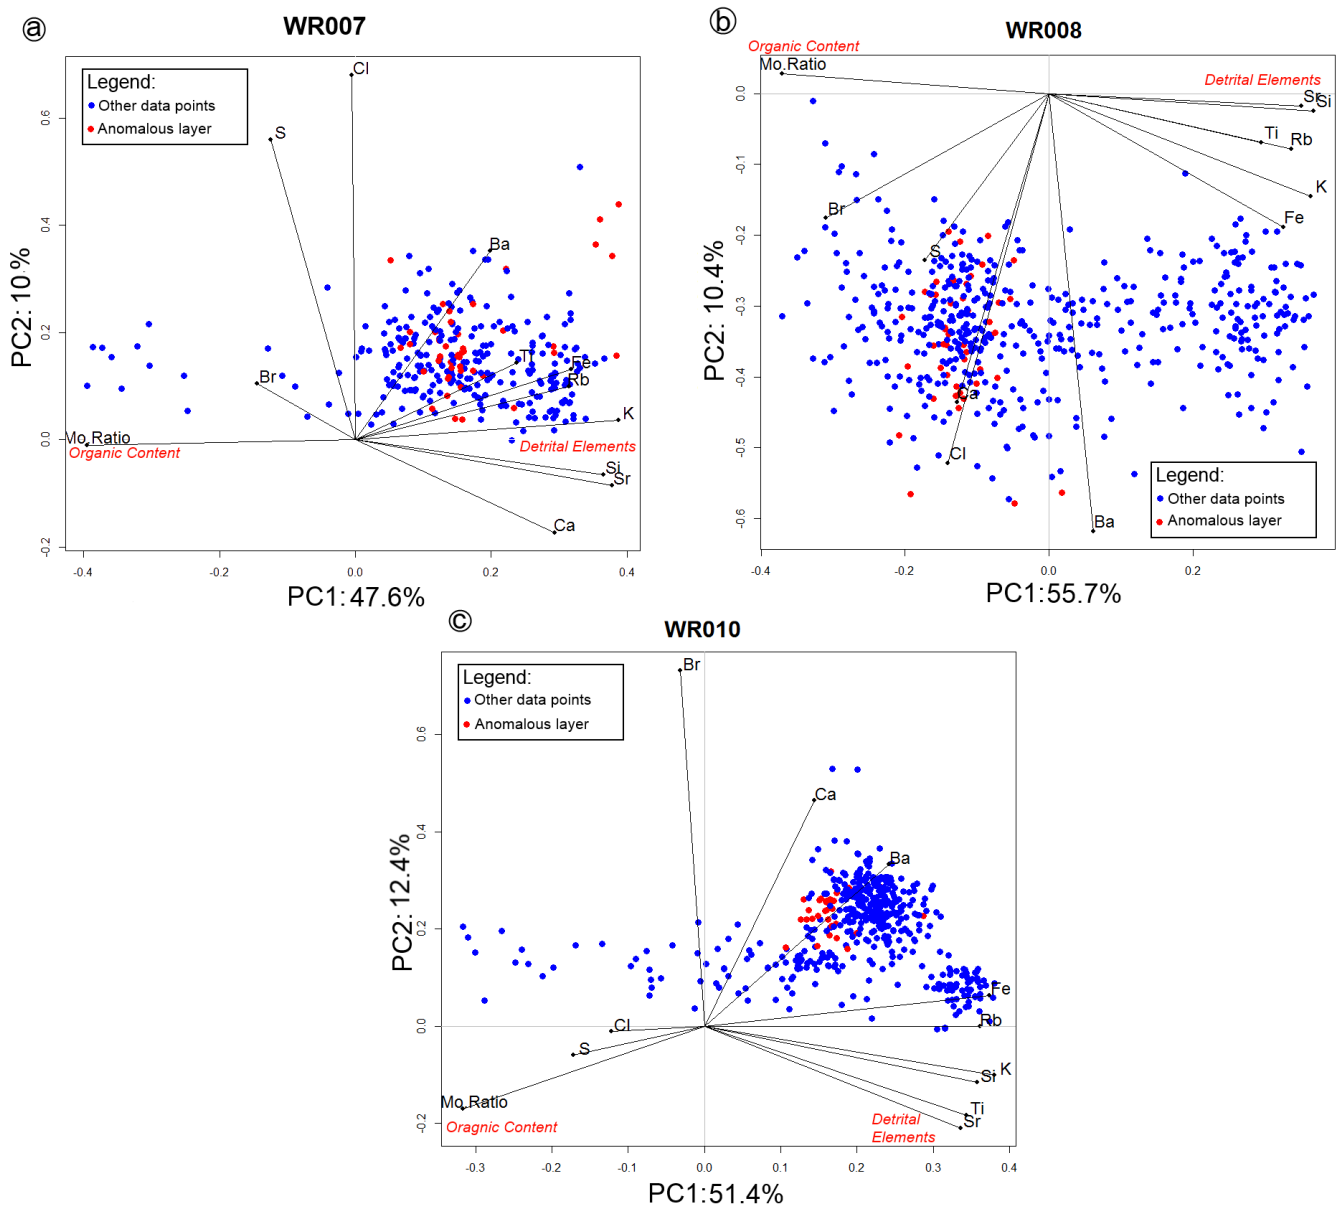 ⓐ
WR007
Legend:
Other data points
Anomalous layer
Cl
S
Ba
Br
Ti
Fe
Rb
K
Mo.Ratio
Organic Content
Detrital Elements
Si
Sr
Ca
PC2: 10 %
0.6
0.4
0.2
0.0
-0.2
-0.4
-0.2
0.0
0.2
0.4
PC1: 47.6%
ⓑ
WR008
Organic Content
Mo.Ratio
Detrital Elements
Sr
Si
Ti
Rb
K
Fe
Br
S
Ca
Cl
Ba
Legend:
Other data points
Anomalous layer
PC2: 10.4%
0.0
-0.1
-0.2
-0.3
-0.4
-0.5
-0.6
-0.4
-0.2
0.0
0.2
PC1: 55.7%
ⓒ
WR010
Legend:
Other data points
Anomalous layer
Br
Ca
Ba
Fe
Rb
Cl
S
K
Si
Mo.Ratio
Ti
Sr
Oragnic Content
Detrital
Elements
PC2: 12.4%
0.6
0.4
0.2
0.0
-0.2
-0.3
-0.2
-0.1
0.0
0.1
0.2
0.3
0.4
PC1: 51.4%